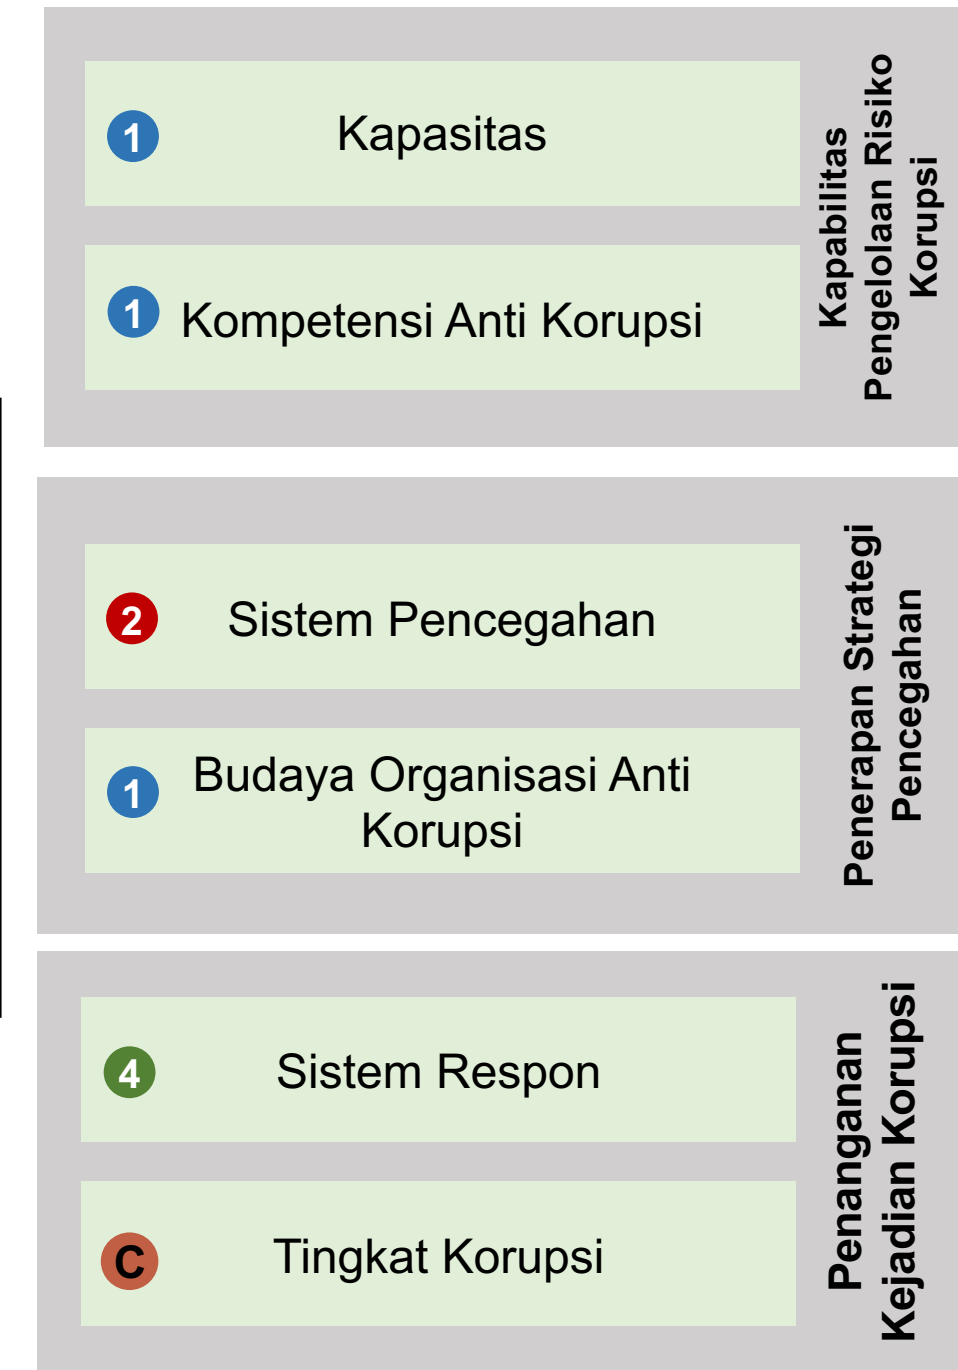 1 Kapasitas
1 Kompetensi Anti Korupsi
Kapabilitas
Pengelolaan Risiko
Korupsi
2 Sistem Pencegahan
1 Budaya Organisasi Anti
Korupsi
Penerapan Strategi
Pencegahan
4 Sistem Respon
C Tingkat Korupsi
Penanganan
Kejadian Korupsi